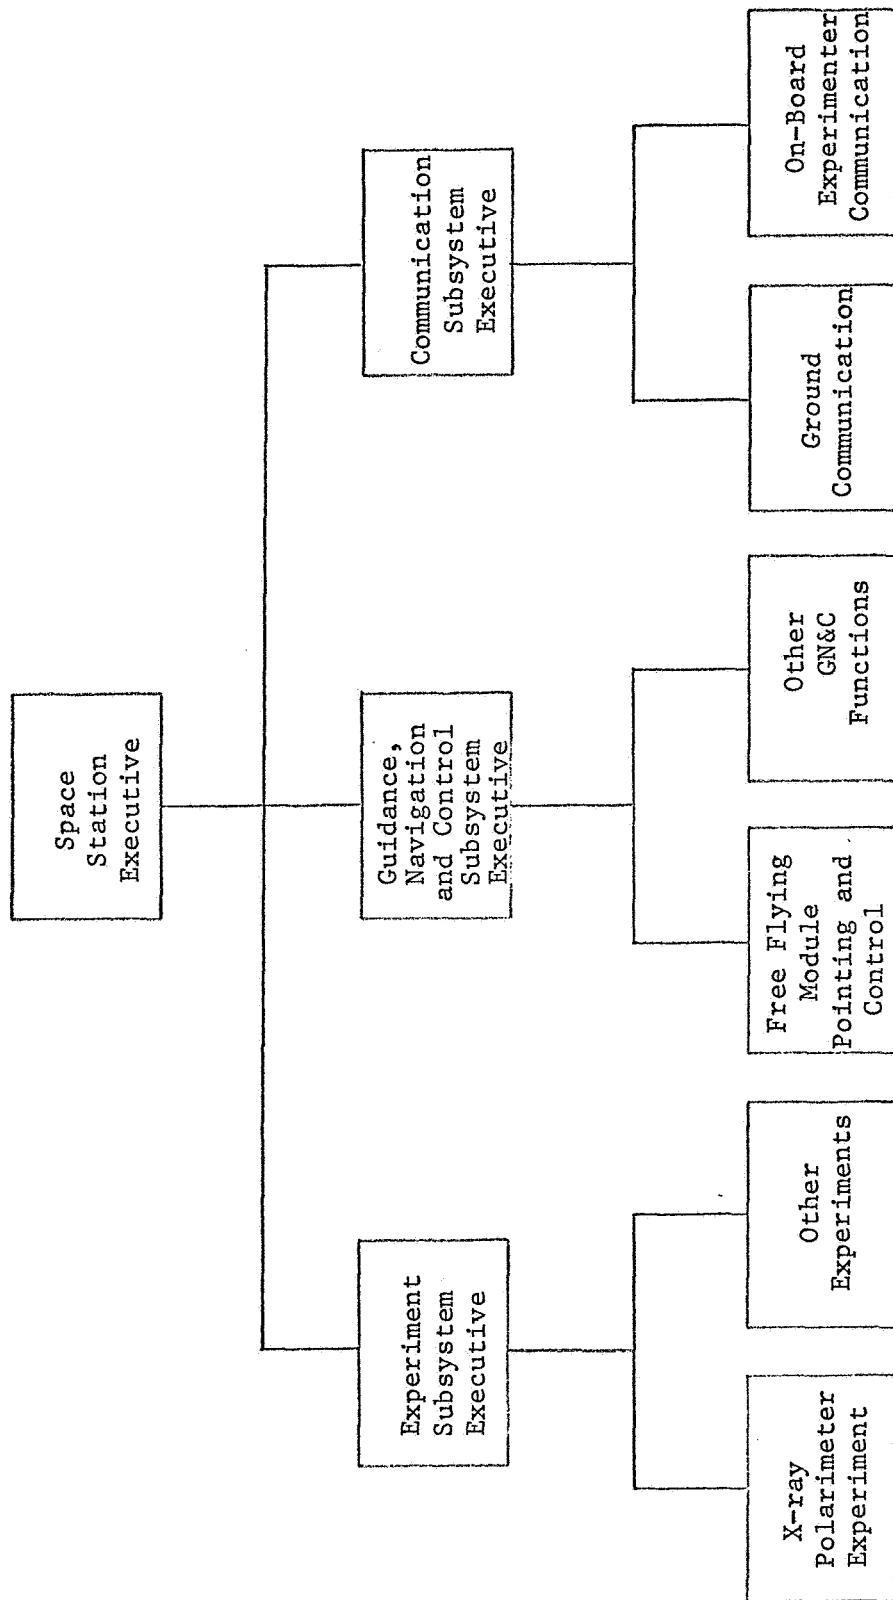 Space
Station
Executive
Experiment
Subsystem
Executive
Guidance,
Navigation
and Control
Subsystem
Executive
Communication
Subsystem
Executive
X-ray
Polarimeter
Experiment
Other
Experiments
Free Flying
Module
Pointing and
Control
Other
GN&C
Functions
Ground
Communication
On-Board
Experimenter
Communication